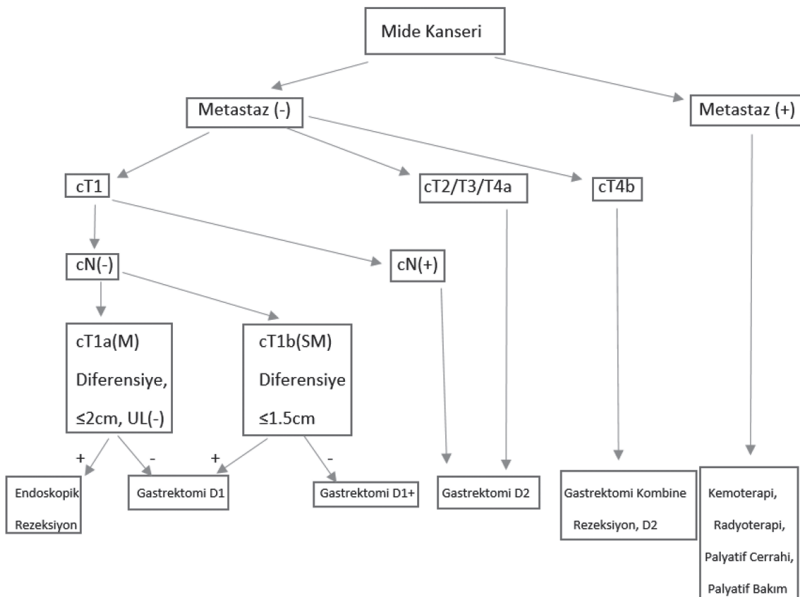 Mide Kanseri
Metastaz (-)
Metastaz (+)
cT1
cT2/T3/T4a
cT4b
cN(-)
cN(+)
cT1a(M)
Diferensiye,
≤2cm, UL(-)
cT1b(SM)
Diferensiye
≤1.5cm
+
-
+
-
Endoskopik
Rezeksiyon
Gastrektomi D1
Gastrektomi D1+
Gastrektomi D2
Gastrektomi Kombine
Rezeksiyon, D2
Kemoterapi,
Radyoterapi,
Palyatif Cerrahi,
Palyatif Bakım